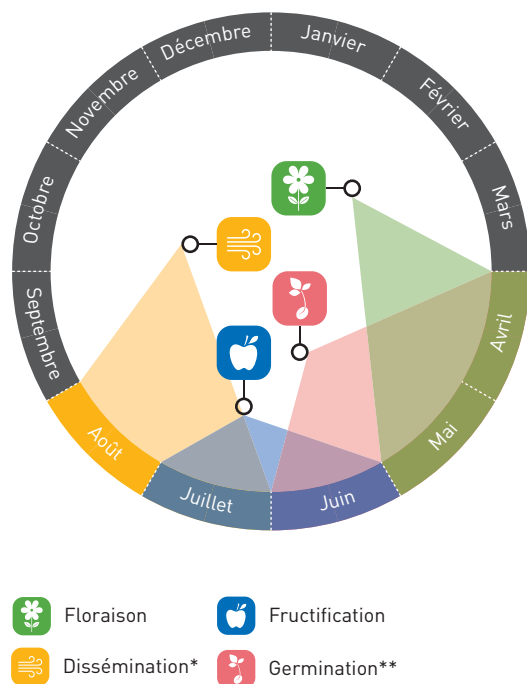 Janvier
Février
Mars
Avril
Mai
Juin
Juillet
Août
Septembre
Octobre
Novembre
Décembre
Floraison
Fructification
Dissémination*
Germination**